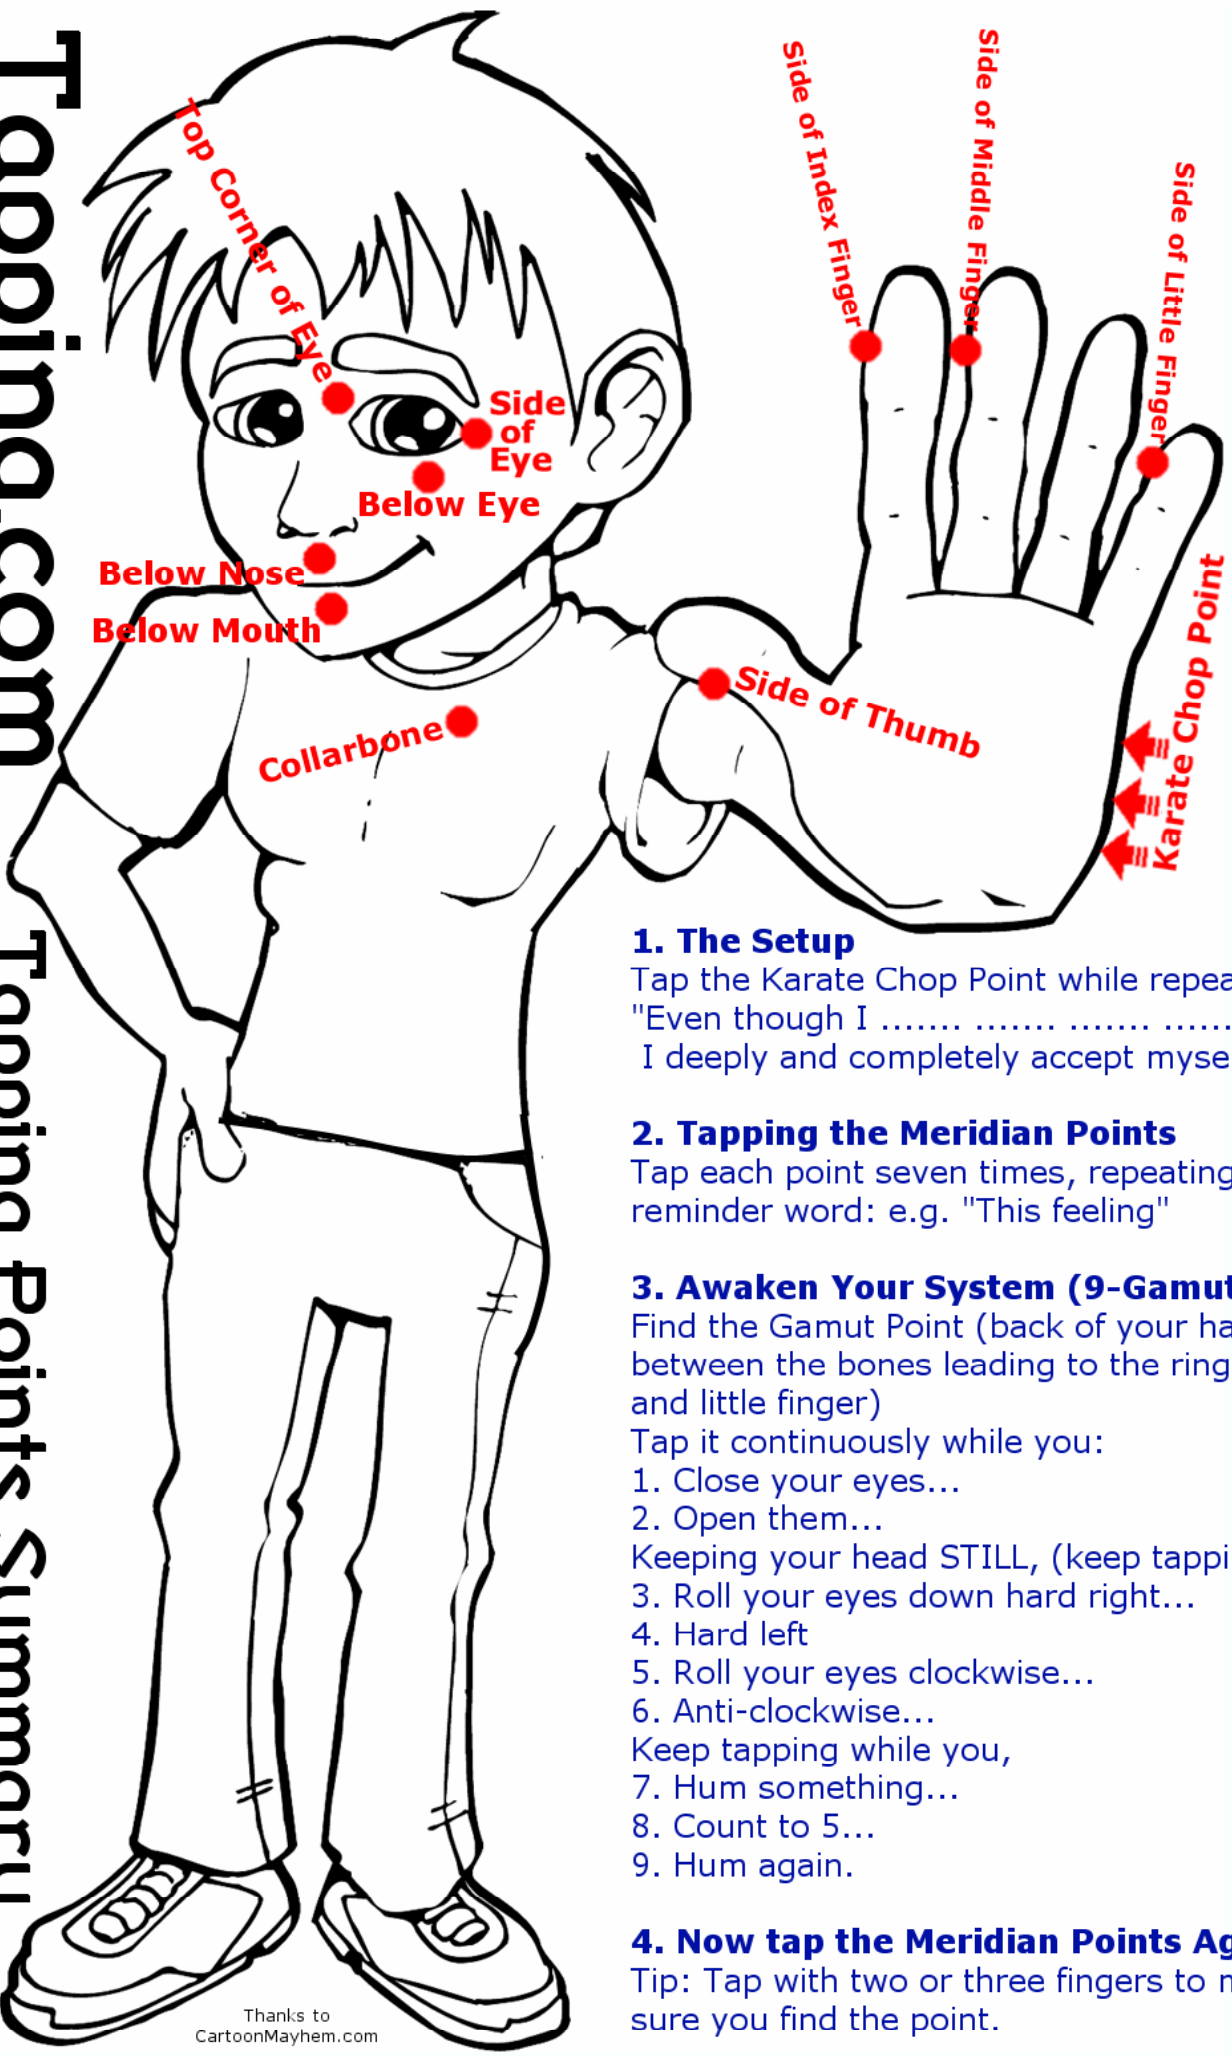 Tapping.com Tapping Points Summary
Top Corner of Eye
Side
of
Eye
Below Eye
Below Nose
Below Mouth
Collarbone
Side of Index Finger
Side of Middle Finger
Side of Little Finger
Side of Thumb
Karate Chop Point
1. The Setup
Tap the Karate Chop Point while repea
"Even though I ....... ....... ....... ......
I deeply and completely accept myse
2. Tapping the Meridian Points
Tap each point seven times, repeating
reminder word: e.g. "This feeling"
3. Awaken Your System (9-Gamut
Find the Gamut Point (back of your ha
between the bones leading to the ring
and little finger)
Tap it continuously while you:
1. Close your eyes...
2. Open them...
Keeping your head STILL, (keep tappi
3. Roll your eyes down hard right...
4. Hard left
5. Roll your eyes clockwise...
6. Anti-clockwise...
Keep tapping while you,
7. Hum something...
8. Count to 5...
9. Hum again.
4. Now tap the Meridian Points Ag
Tip: Tap with two or three fingers to m
sure you find the point.
Thanks to
CartoonMayhem.com